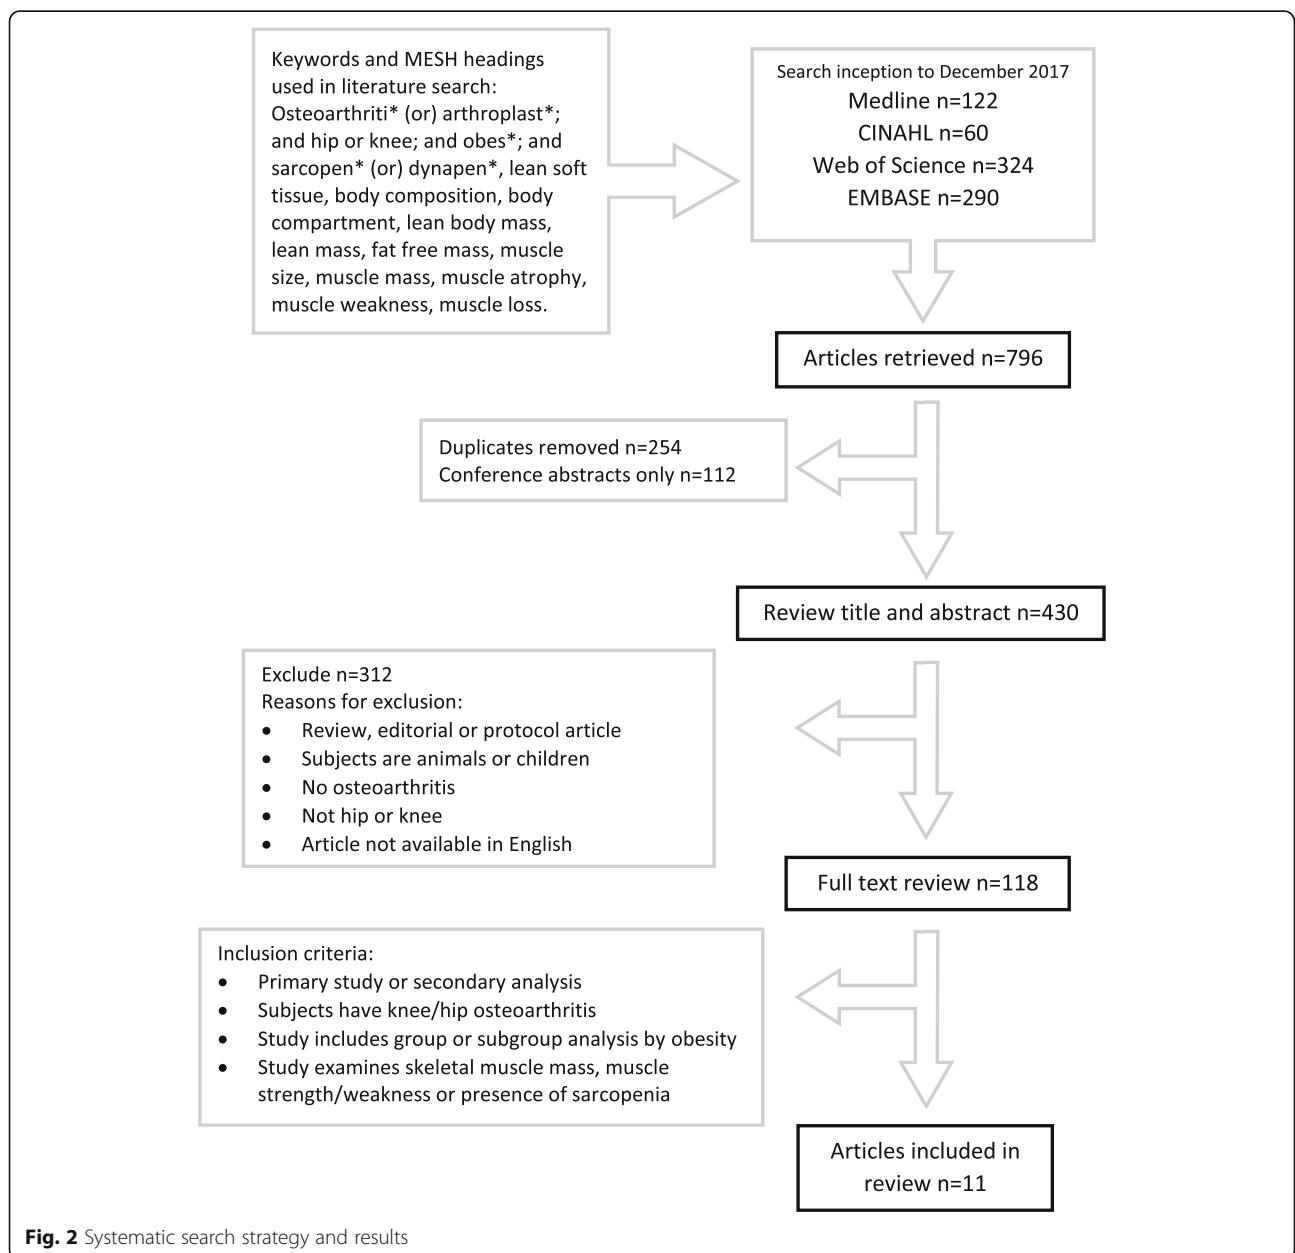 Keywords and MESH headings
used in literature search:
Osteoarthriti* (or) arthroplast*;
and hip or knee; and obes*; and
sarcopen* (or) dynapen*, lean soft
tissue, body composition, body
compartment, lean body mass,
lean mass, fat free mass, muscle
size, muscle mass, muscle atrophy,
muscle weakness, muscle loss.
Search inception to December 2017
Medline n=122
CINAHL n=60
Web of Science n=324
EMBASE n=290
Articles retrieved n=796
Duplicates removed n=254
Conference abstracts only n=112
Review title and abstract n=430
Exclude n=312
Reasons for exclusion:
• Review, editorial or protocol article
• Subjects are animals or children
• No osteoarthritis
• Not hip or knee
• Article not available in English
Full text review n=118
Inclusion criteria:
• Primary study or secondary analysis
• Subjects have knee/hip osteoarthritis
• Study includes group or subgroup analysis by obesity
• Study examines skeletal muscle mass, muscle
strength/weakness or presence of sarcopenia
Articles included in
review n=11
Fig. 2 Systematic search strategy and results